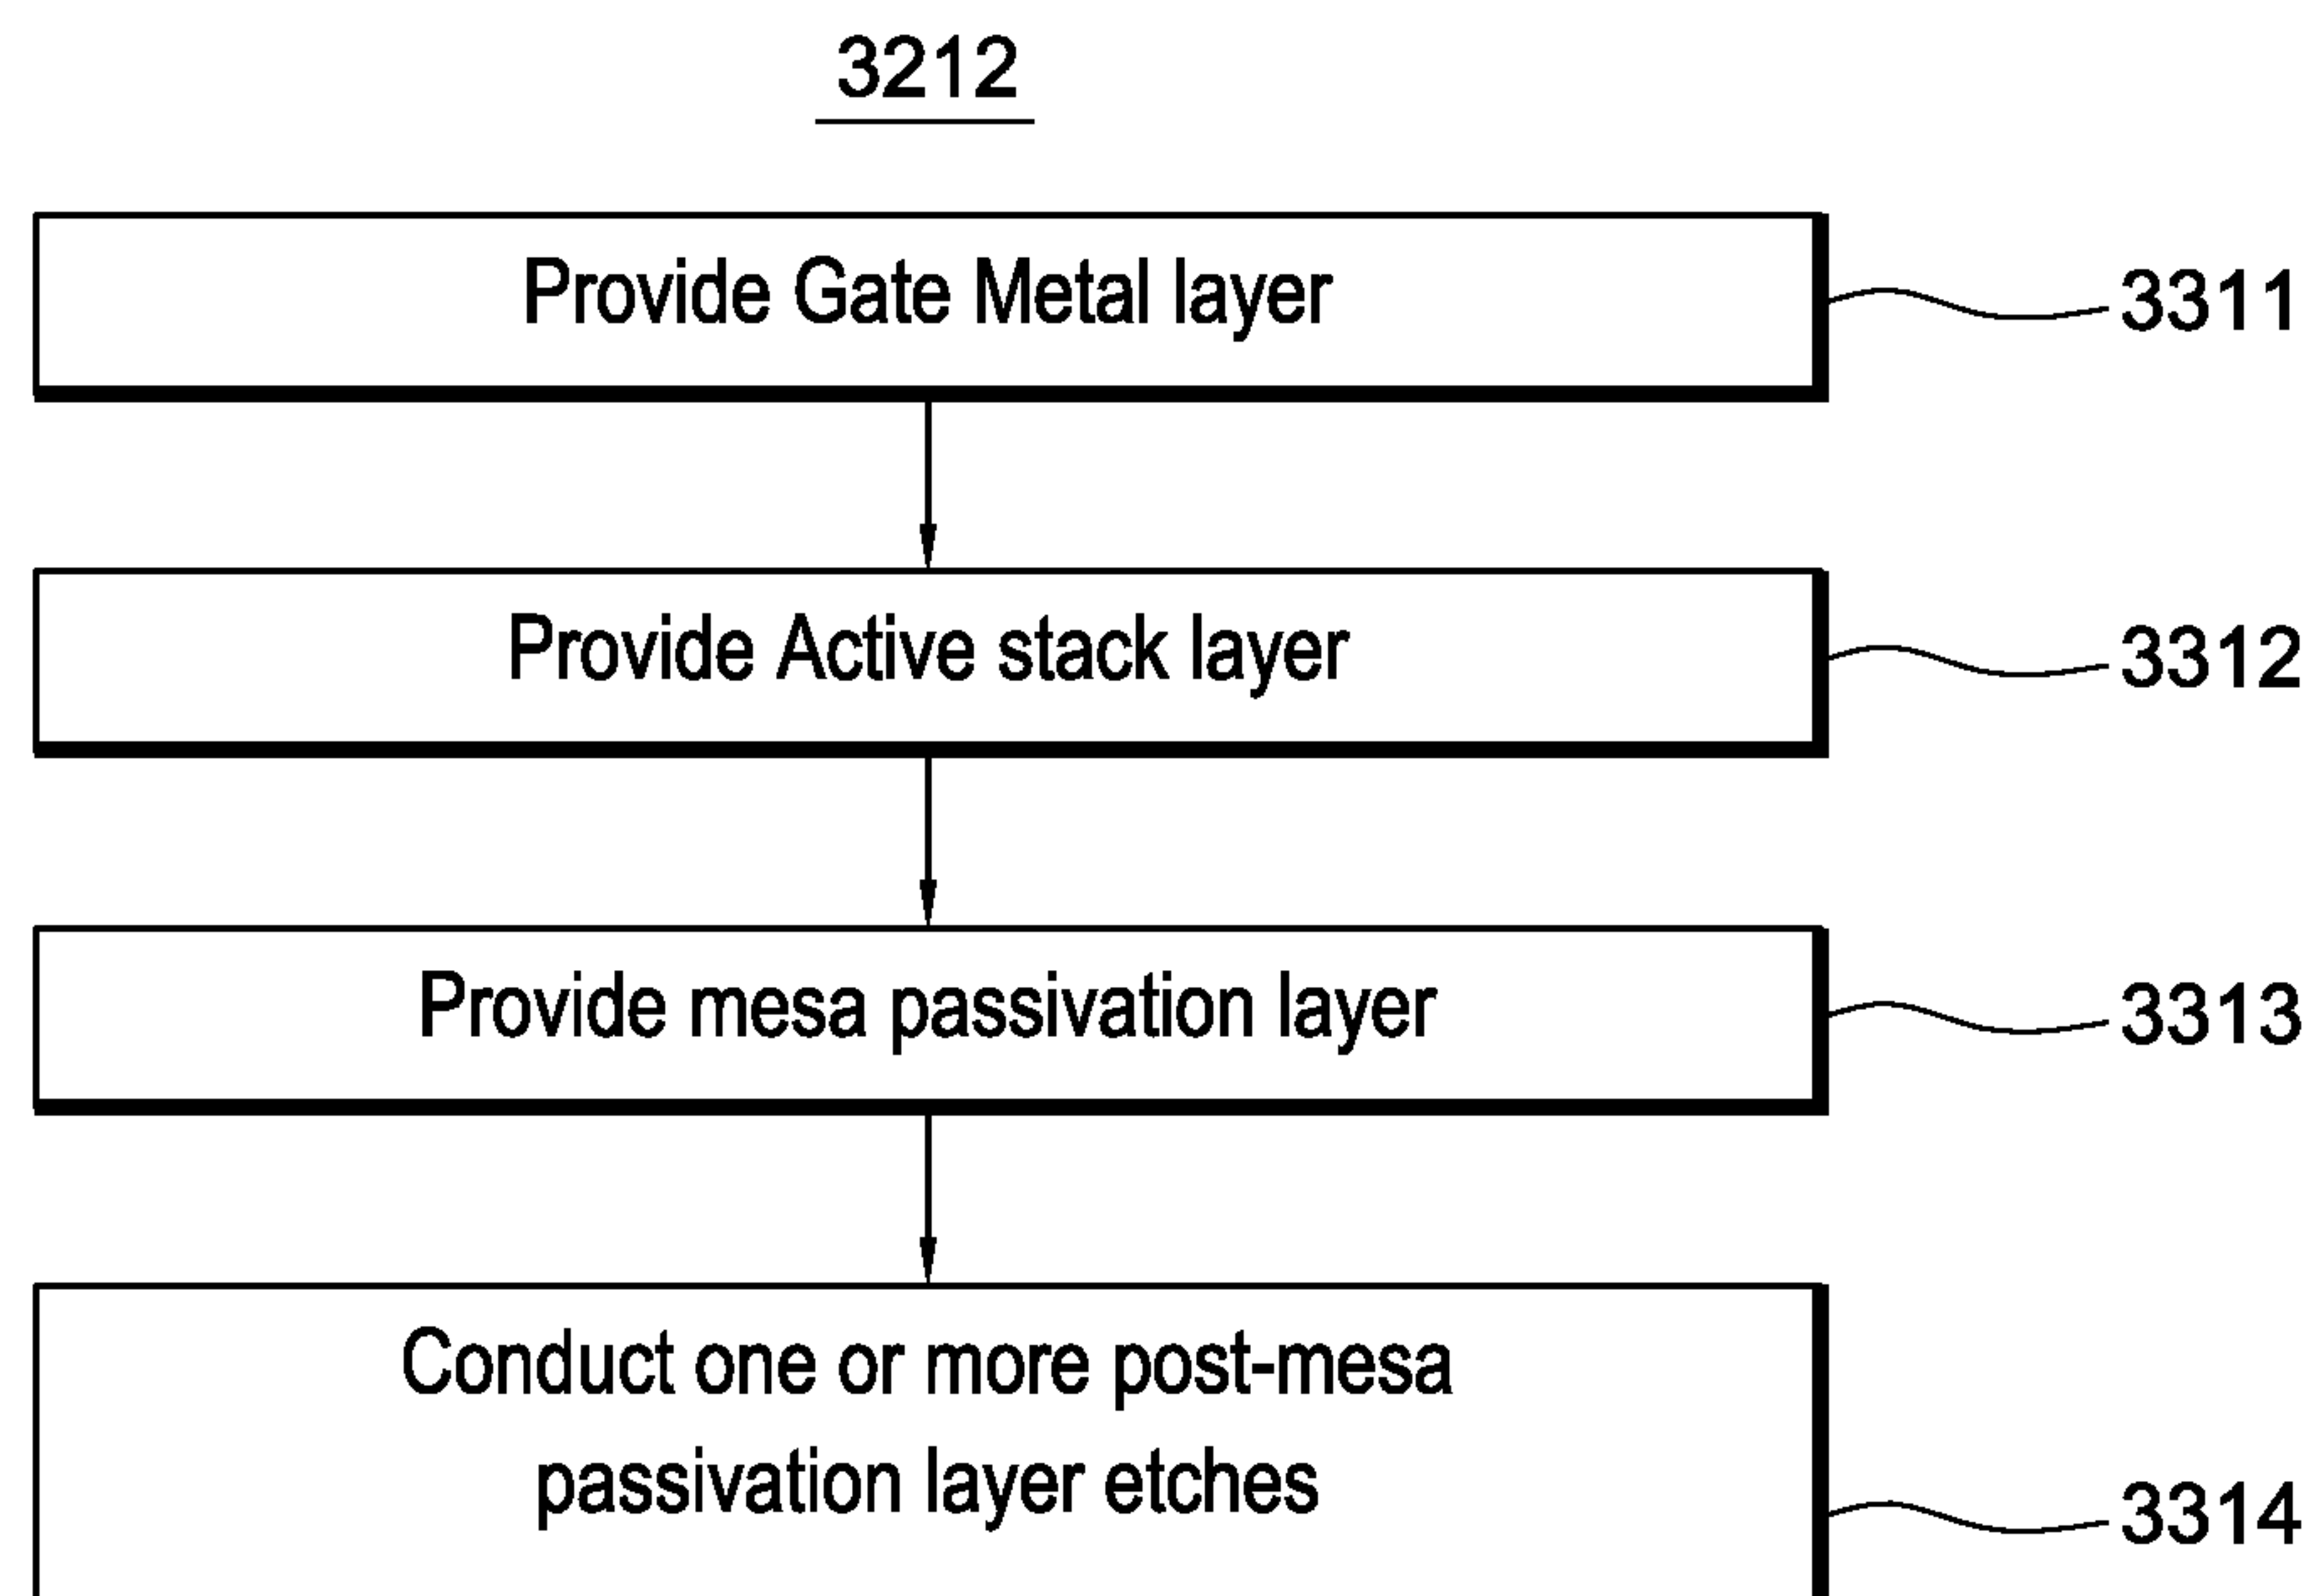 3212
Provide Gate Metal layer
3311
Provide Active stack layer
3312
Provide mesa passivation layer
3313
Conduct one or more post-mesa
passivation layer etches
3314